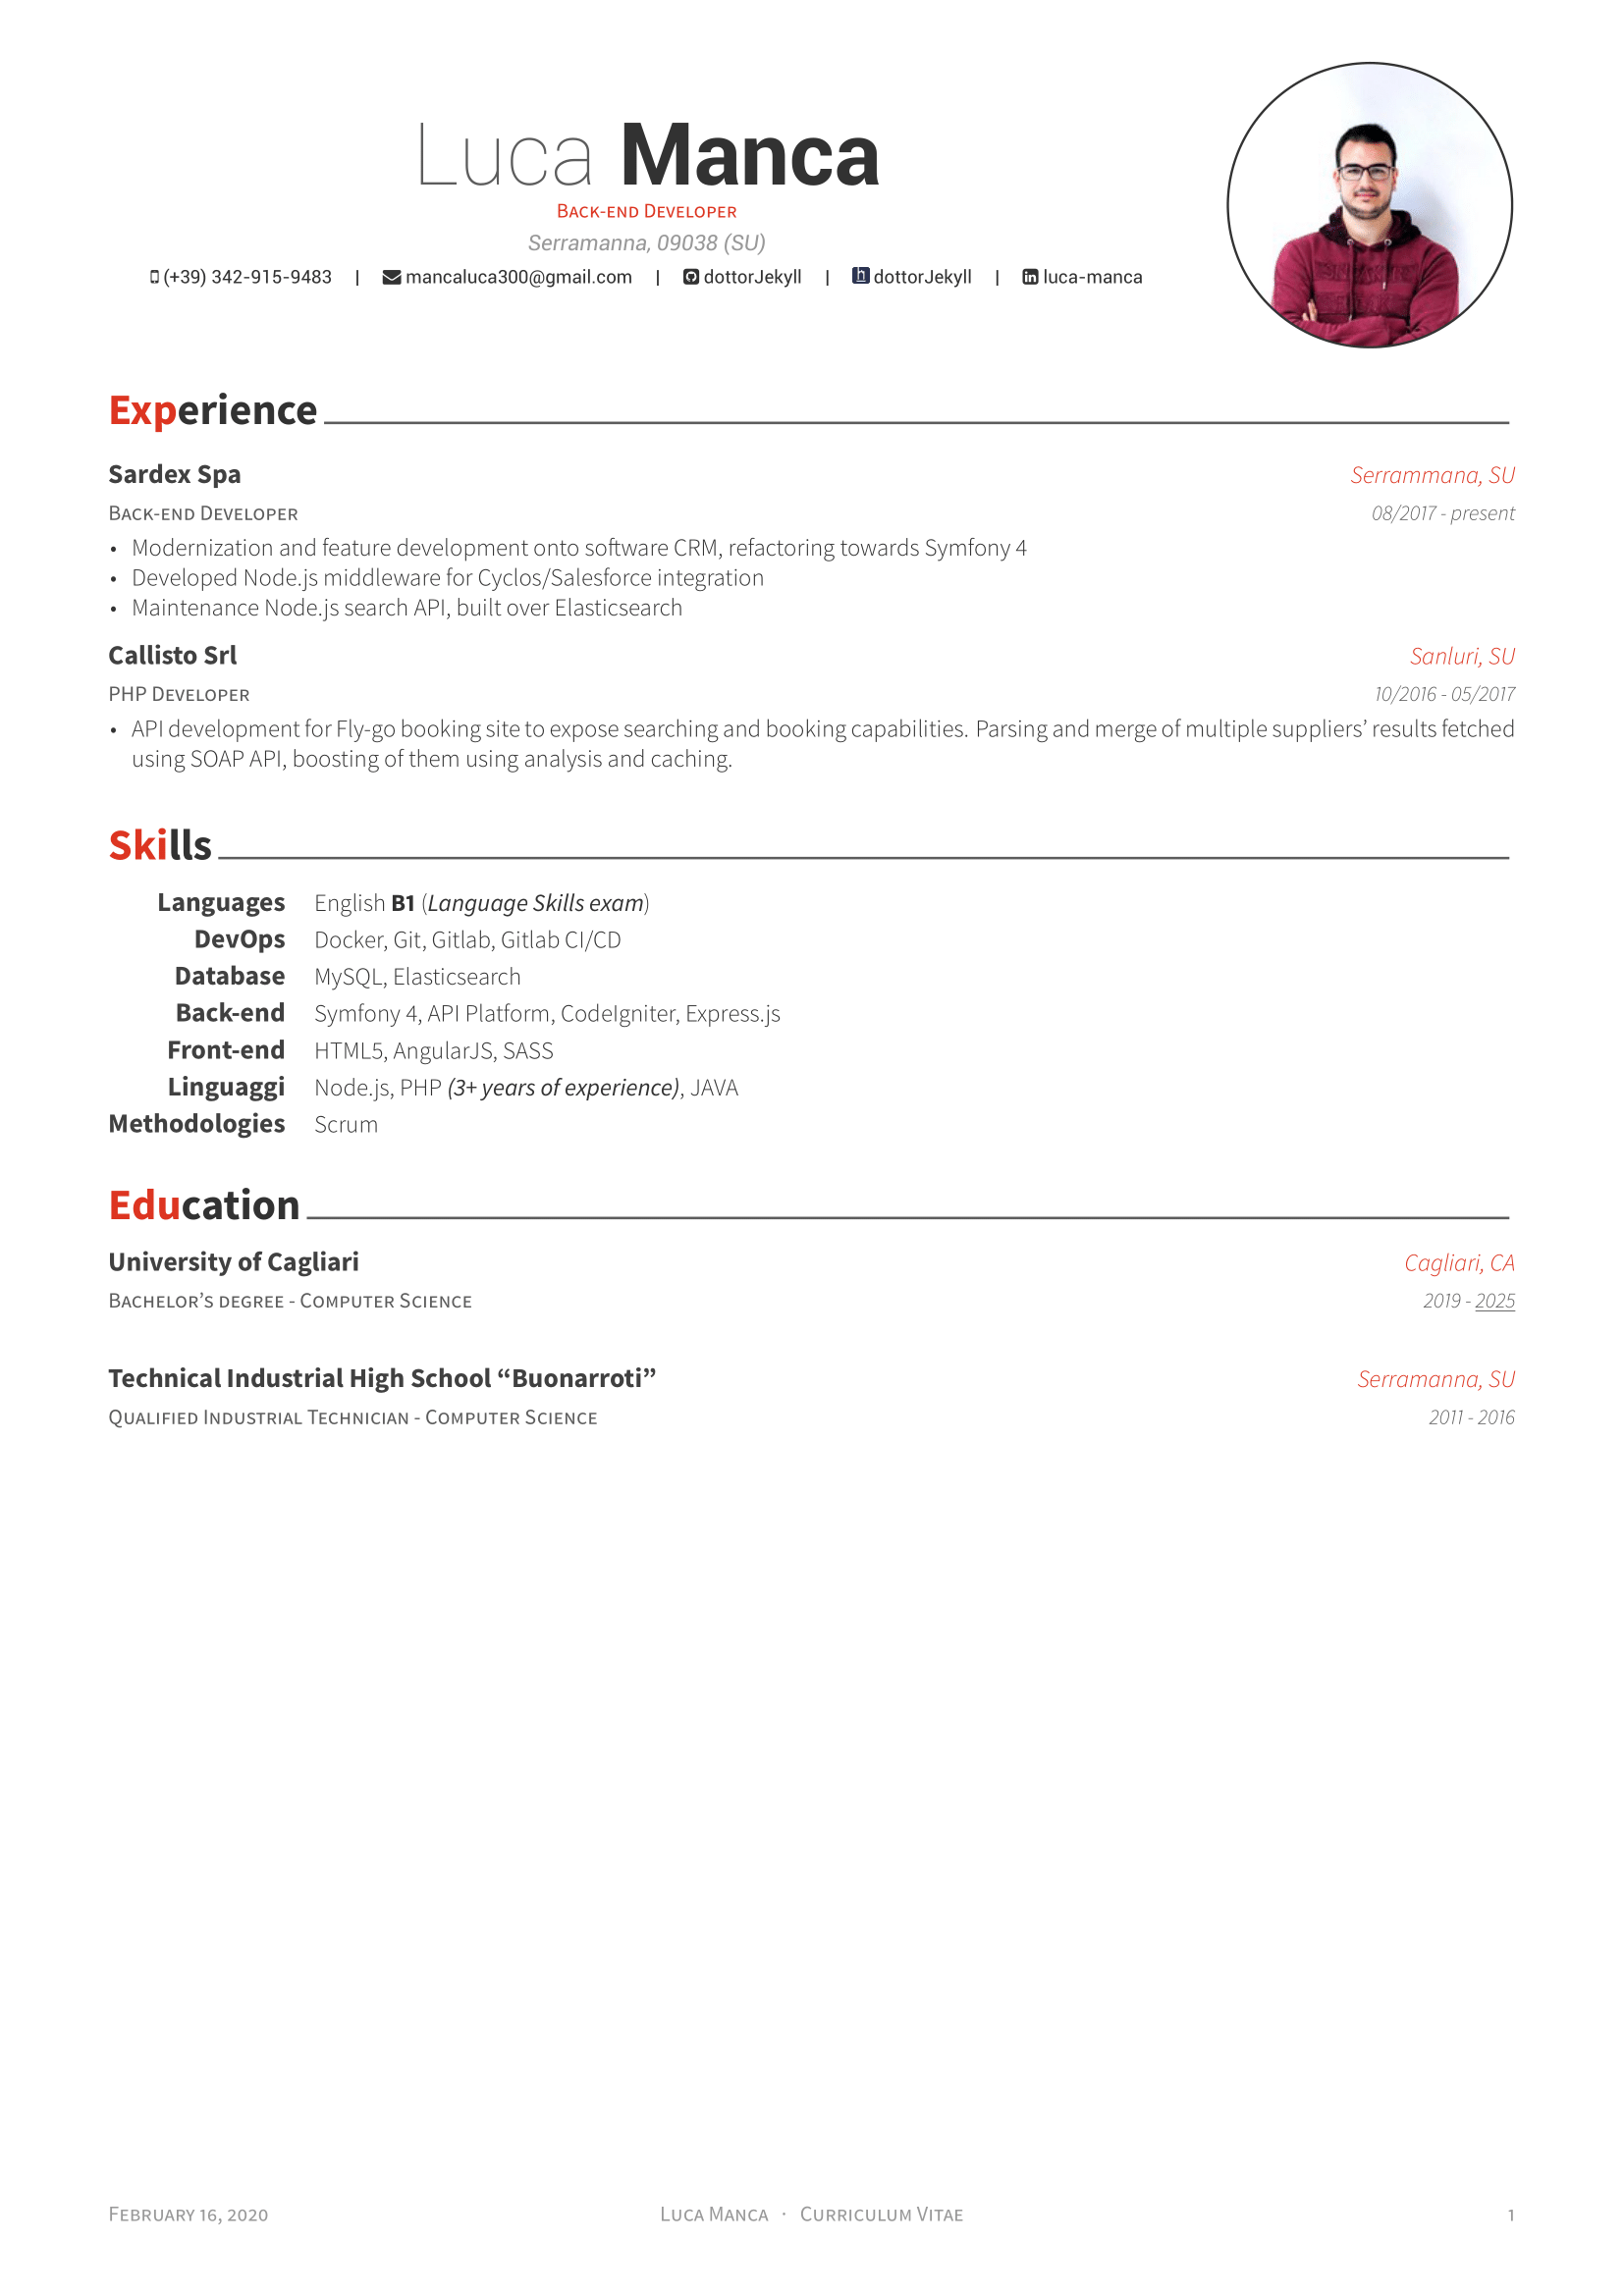 Luca Manca
Back-end Developer
Serramanna, 09038 (SU)
(+39) 342-915-9483 | mancaluca300@gmail.com | dottorJekyll | dottorJekyll | luca-manca
Experience
Sardex Spa Serrammana, SU
Back-end Developer 08/2017 - present
• Modernization and feature development onto software CRM, refactoring towards Symfony 4
• Developed Node.js middleware for Cyclos/Salesforce integration
• Maintenance Node.js search API, built over Elasticsearch
Callisto Srl Sanluri, SU
PHP Developer 10/2016 - 05/2017
• API development for Fly-go booking site to expose searching and booking capabilities. Parsing and merge of multiple suppliers’ results fetched
using SOAP API, boosting of them using analysis and caching.
Skills
Languages English B1 (Language Skills exam)
DevOps Docker, Git, Gitlab, Gitlab CI/CD
Database MySQL, Elasticsearch
Back-end Symfony 4, API Platform, CodeIgniter, Express.js
Front-end HTML5, AngularJS, SASS
Linguaggi Node.js, PHP (3+ years of experience), JAVA
Methodologies Scrum
Education
University of Cagliari Cagliari, CA
Bachelor’s degree - Computer Science 2019 - 2025
Technical Industrial High School “Buonarroti” Serramanna, SU
Qualified Industrial Technician - Computer Science 2011 - 2016
February 16, 2020 Luca Manca · Curriculum Vitae 1